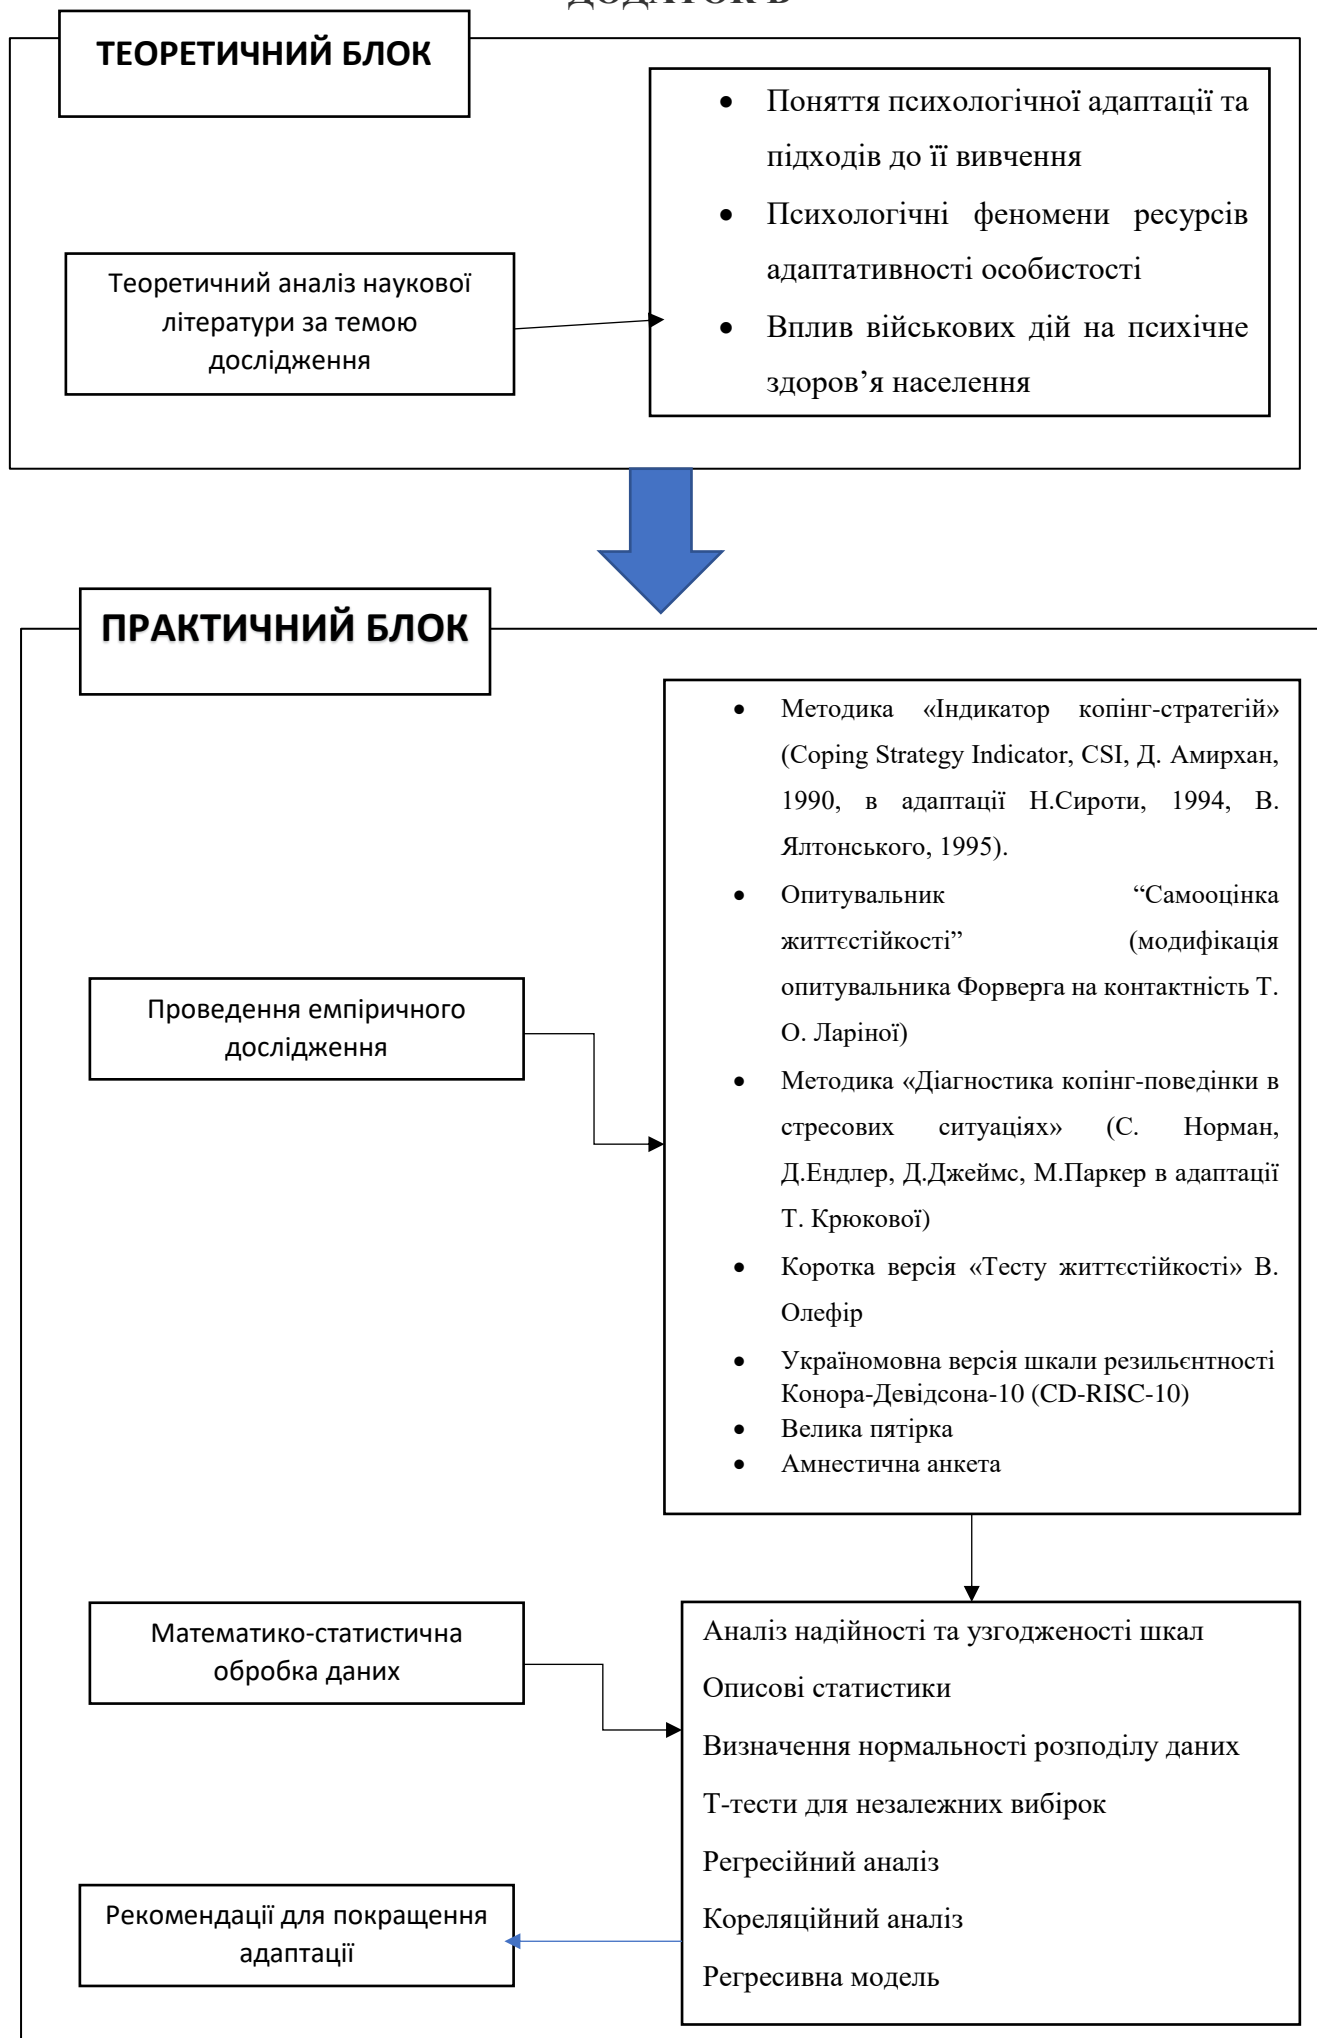 ТЕОРЕТИЧНИЙ БЛОК
• Поняття психологічної адаптації та
підходів до її вивчення
• Психологічні феномени ресурсів
адаптативності особистості
• Вплив військових дій на психічне
здоров’я населення
Теоретичний аналіз наукової
літератури за темою
дослідження
ПРАКТИЧНИЙ БЛОК
• Методика «Індикатор копінг-стратегій»
(Coping Strategy Indicator, CSI, Д. Амирхан,
1990, в адаптації Н.Сироти, 1994, В.
Ялтонського, 1995).
• Опитувальник “Самооцінка
життєстійкості” (модифікація
опитувальника Форверга на контактність Т.
О. Ларіної)
• Методика «Діагностика копінг-поведінки в
стресових ситуаціях» (С. Норман,
Д.Ендлер, Д.Джеймс, М.Паркер в адаптації
Т. Крюкової)
• Коротка версія «Тесту життєстійкості» В.
Олефір
• Україномовна версія шкали резильєнтності
Конора-Девідсона-10 (CD-RISC-10)
• Велика пятірка
• Амнестична анкета
Проведення емпіричного
дослідження
Математико-статистична
обробка даних
Аналіз надійності та узгодженості шкал
Описові статистики
Визначення нормальності розподілу даних
Т-тести для незалежних вибірок
Регресійний аналіз
Кореляційний аналіз
Регресивна модель
Рекомендації для покращення
адаптації